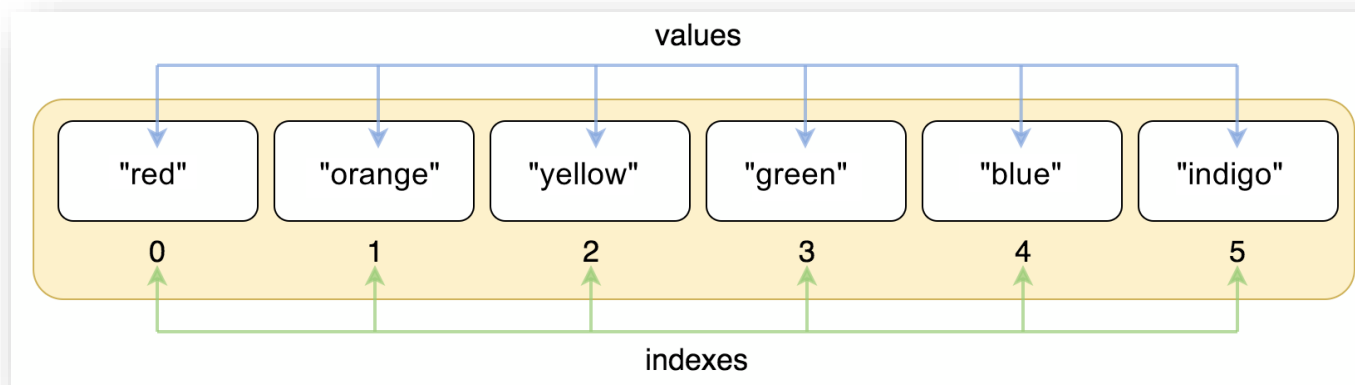 values
"red" "orange" "yellow" "green" "blue" "indigo"
0 1 2 3 4 5
indexes